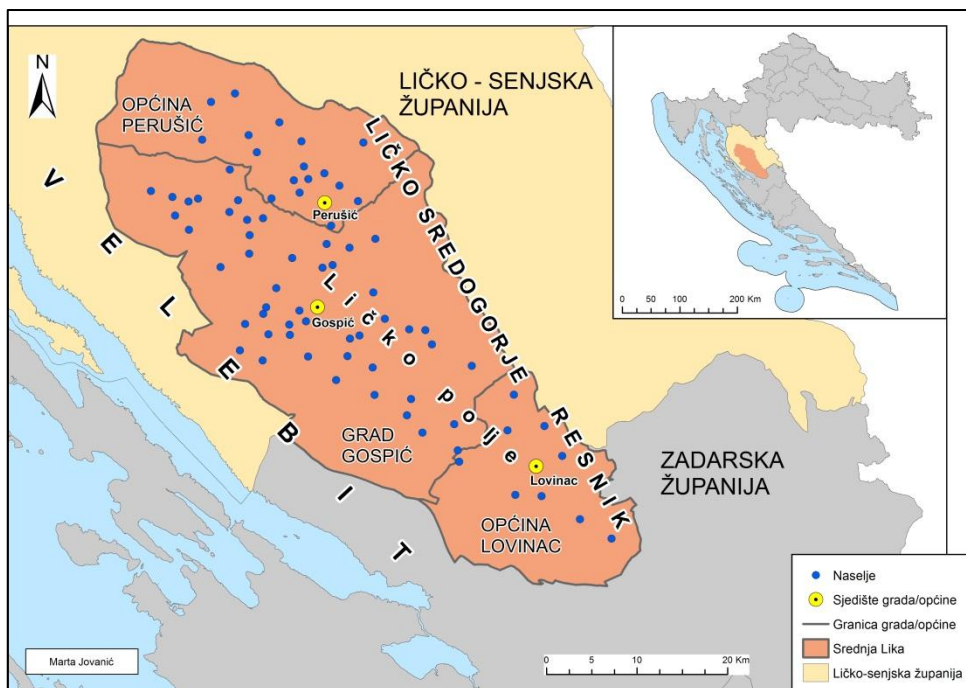 N
LIČKO - SENJSKA
ŽUPANIJA
OPĆINA
PERUŠIĆ
VELEBIT
LIČKO SREDOGORJE
RESNIK
Perušić
Ličko polje
Gospić
GRAD
GOSPIĆ
Lovinac
OPĆINA
LOVINAC
ZADARSKA
ŽUPANIJA
0 100 200 Km
Naselje
Sjedište grada/općine
Granica grada/općine
Srednja Lika
Ličko-senjska županija
0 5 10 20 Km
Marta Jovanić